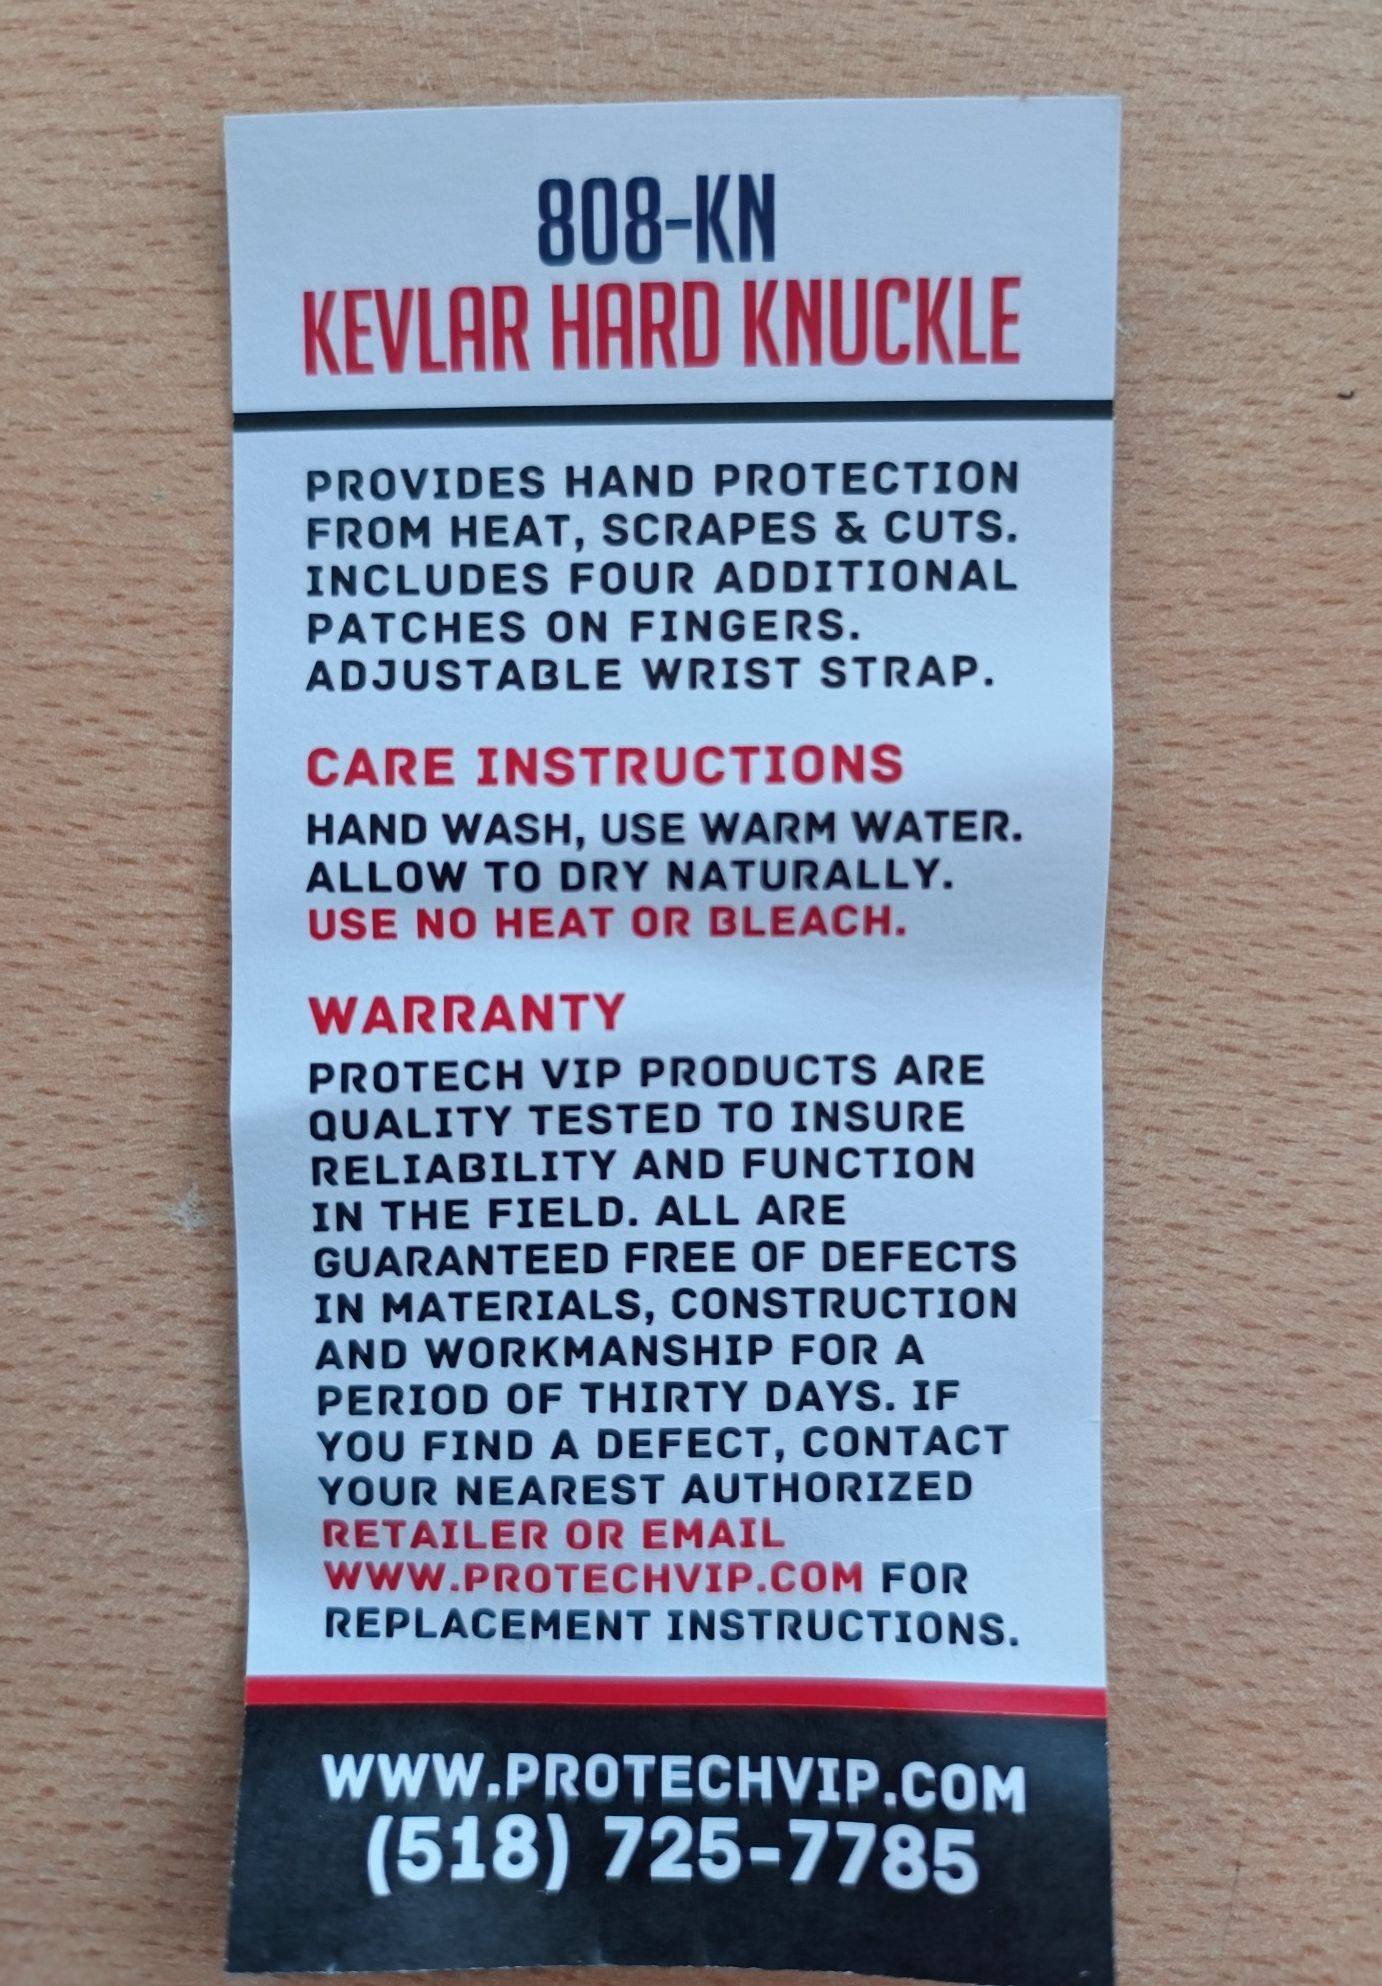 808-KN
KEVLAR HARD KNUCKLE
PROVIDES HAND PROTECTION
FROM HEAT, SCRAPES & CUTS.
INCLUDES FOUR ADDITIONAL
PATCHES ON FINGERS.
ADJUSTABLE WRIST STRAP.
CARE INSTRUCTIONS
HAND WASH, USE WARM WATER.
ALLOW TO DRY NATURALLY.
USE NO HEAT OR BLEACH.
WARRANTY
PROTECH VIP PRODUCTS ARE
QUALITY TESTED TO INSURE
RELIABILITY AND FUNCTION
IN THE FIELD. ALL ARE
GUARANTEED FREE OF DEFECTS
IN MATERIALS, CONSTRUCTION
AND WORKMANSHIP FOR A
PERIOD OF THIRTY DAYS. IF
YOU FIND A DEFECT, CONTACT
YOUR NEAREST AUTHORIZED
RETAILER OR EMAIL
WWW.PROTECHVIP.COM FOR
REPLACEMENT INSTRUCTIONS.
WWW.PROTECHVIP.COM
(518) 725-7785